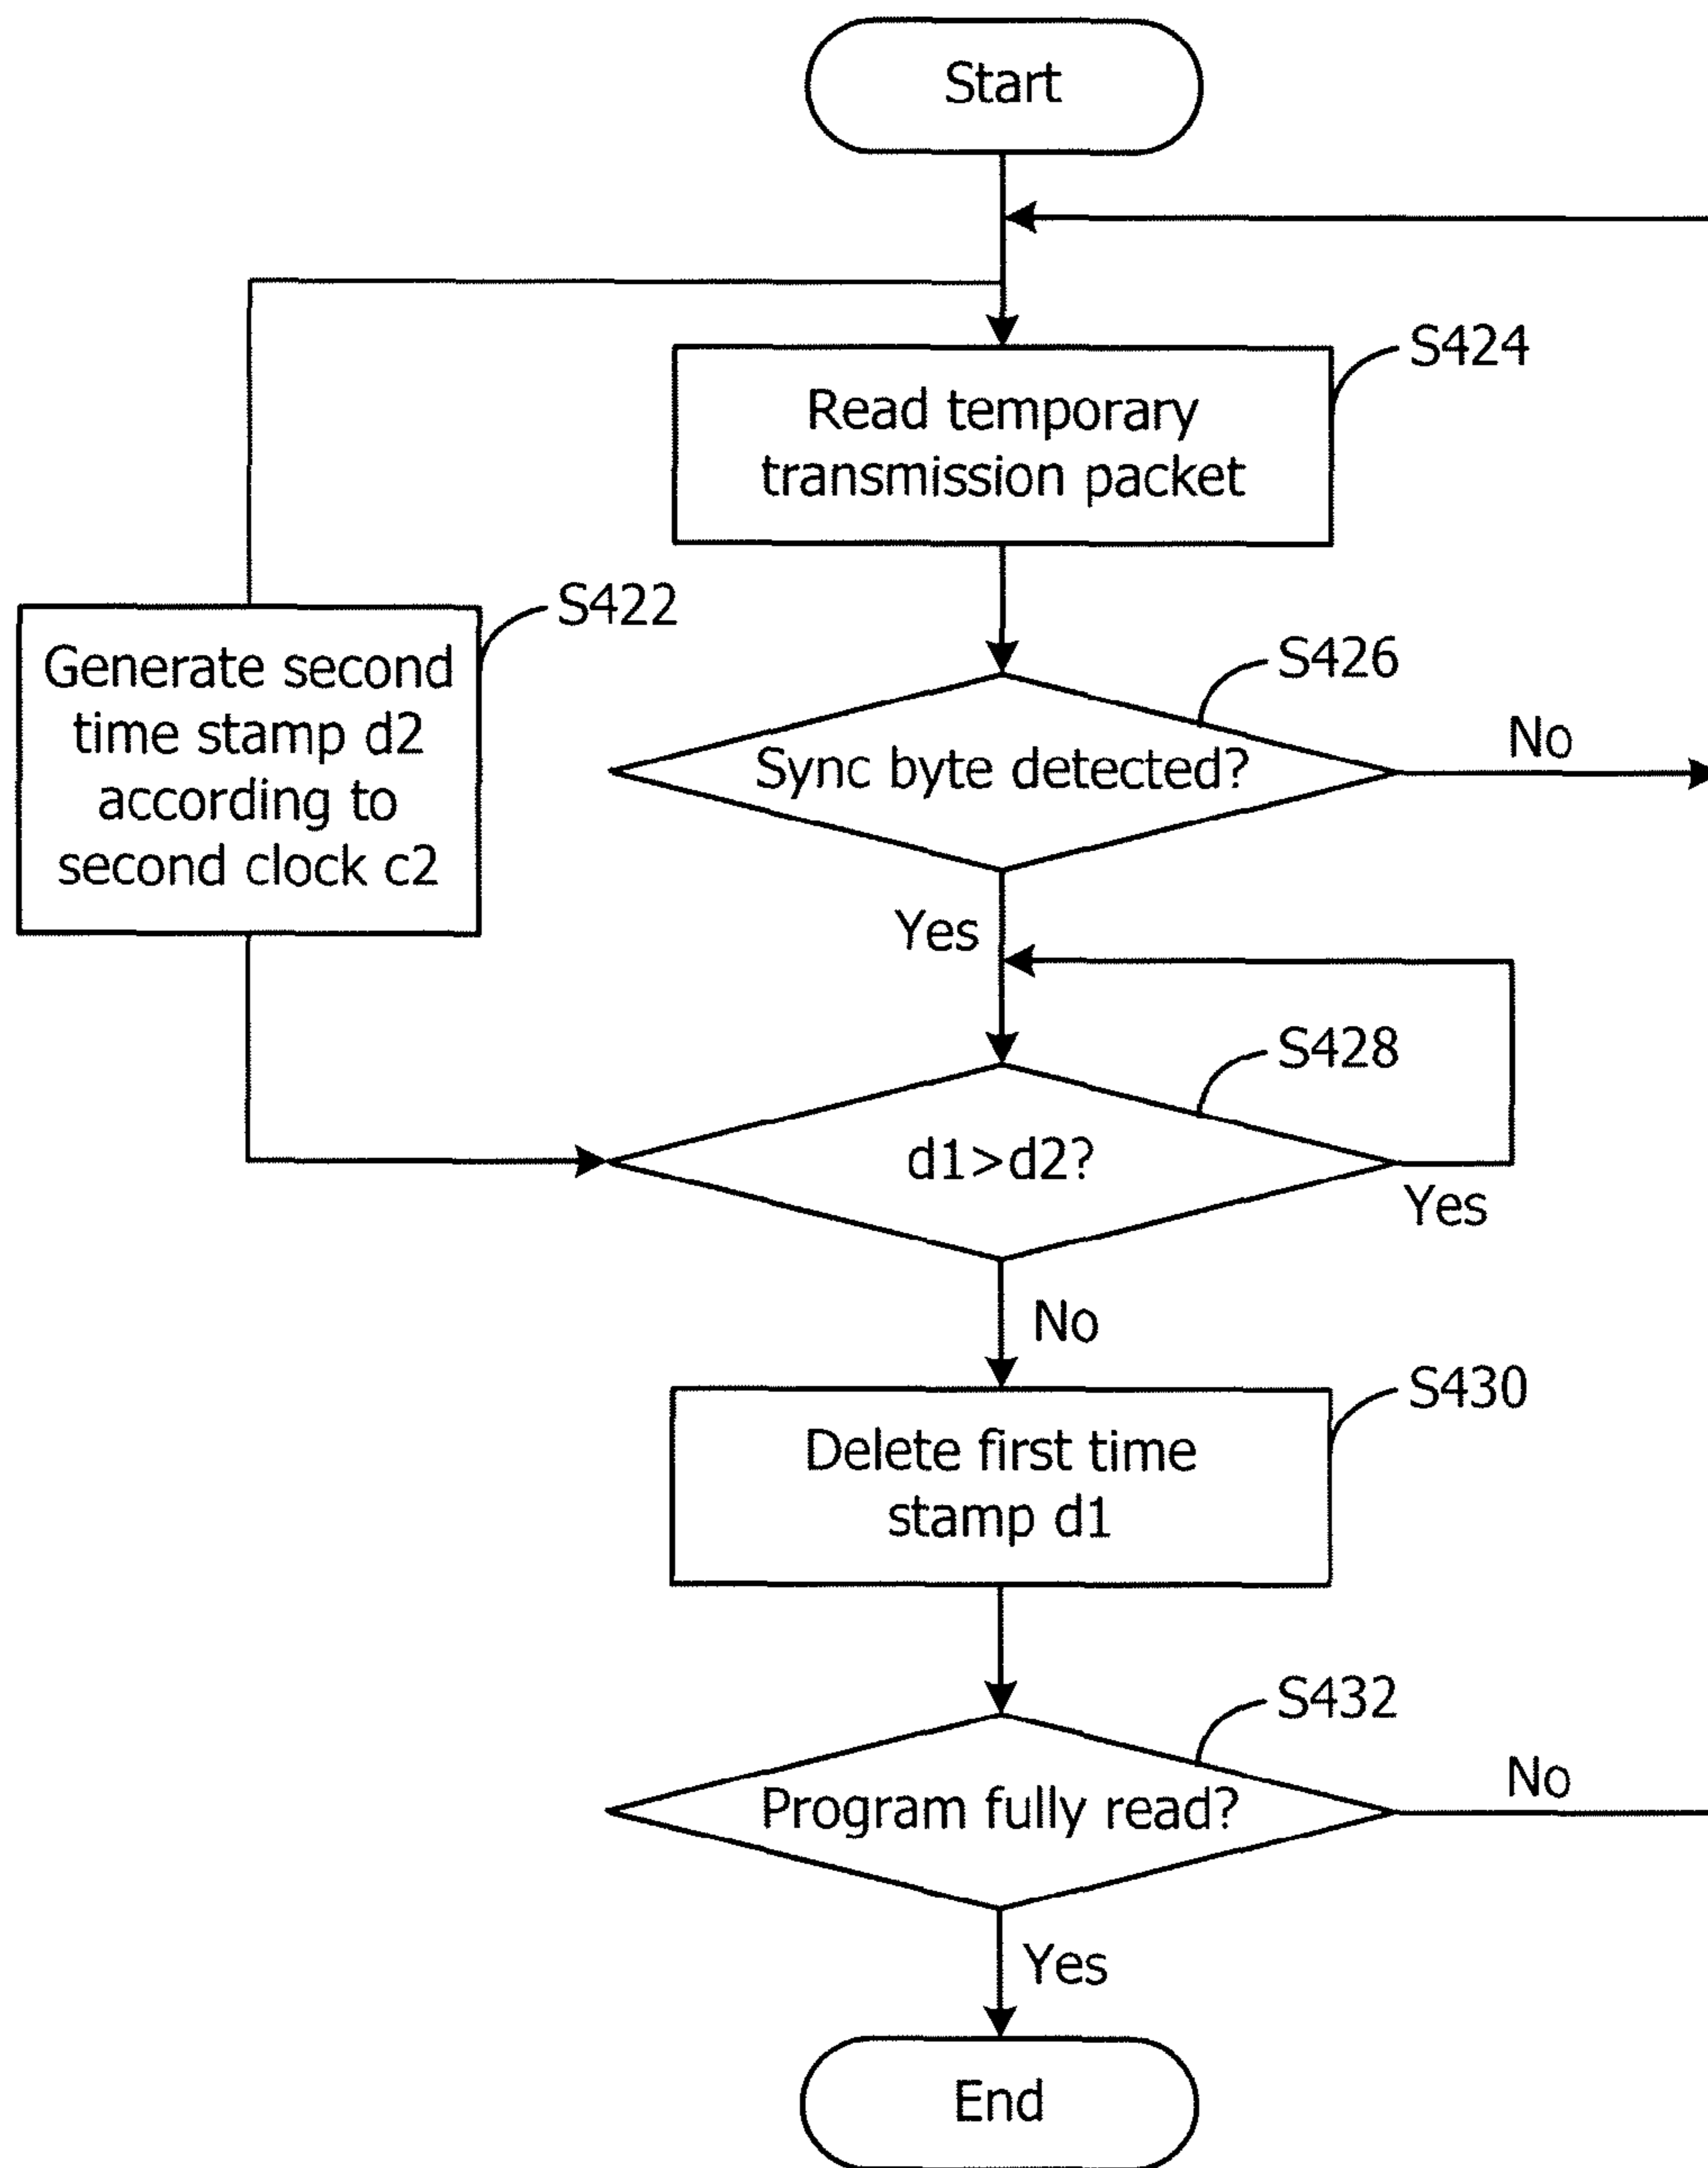 Start
S424
Read temporary
transmission packet
S422
Generate second
time stamp d2
according to
second clock c2
S426
Sync byte detected?
No
Yes
S428
d1>d2?
Yes
No
S430
Delete first time
stamp d1
S432
Program fully read?
No
Yes
End